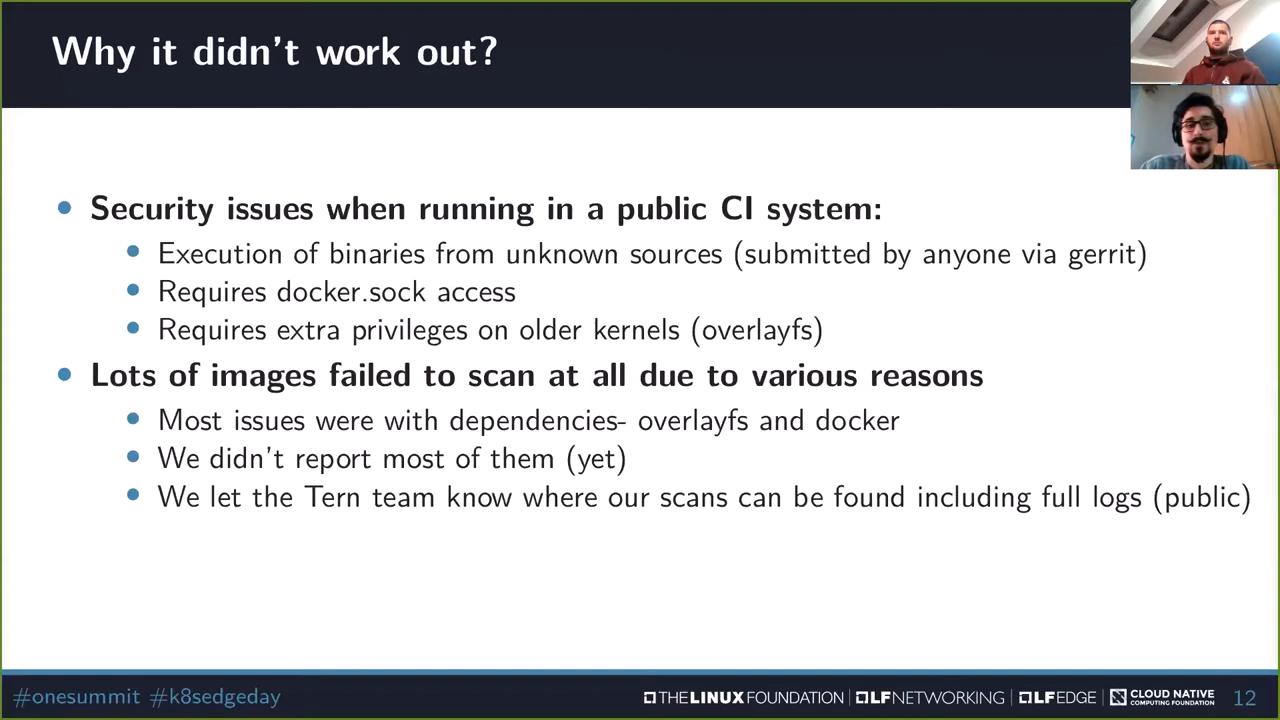 Why it didn't work out?
Security issues when running in a public CI system:
Execution of binaries from unknown sources (submitted by anyone via gerrit)
Requires docker.sock access
Requires extra privileges on older kernels (overlayfs)
Lots of images failed to scan at all due to various reasons
Most issues were with dependencies- overlayfs and docker
We didn't report most of them (yet)
We let the Tern team know where our scans can be found including full logs (public)
#onesummit #k8sedgeday
THE LINUX FOUNDATION | LFNETWORKING | LFEDGE | CLOUD NATIVE COMPUTING FOUNDATION
12